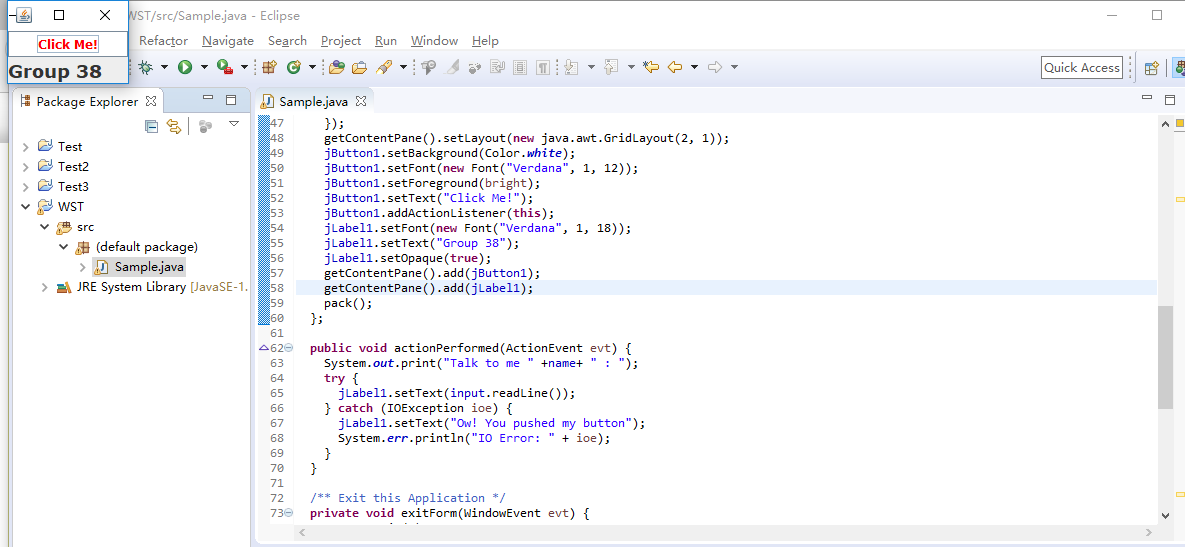 WST/src/Sample.java - Eclipse
Click Me!
Group 38
Refactor Navigate Search Project Run Window Help
Quick Access
Package Explorer
Test
Test2
Test3
WST
src
(default package)
Sample.java
JRE System Library [JavaSE-1.
Sample.java
47 });
48 getContentPane().setLayout(new java.awt.GridLayout(2, 1));
49 jButton1.setBackground(Color.white);
50 jButton1.setFont(new Font("Verdana", 1, 12));
51 jButton1.setForeground(bright);
52 jButton1.setText("Click Me!");
53 jButton1.addActionListener(this);
54 jLabel1.setFont(new Font("Verdana", 1, 18));
55 jLabel1.setText("Group 38");
56 jLabel1.setOpaque(true);
57 getContentPane().add(jButton1);
58 getContentPane().add(jLabel1);
59 pack();
60 };
61
62 public void actionPerformed(ActionEvent evt) {
63 System.out.print("Talk to me " +name+ " : ");
64 try {
65 jLabel1.setText(input.readLine());
66 } catch (IOException ioe) {
67 jLabel1.setText("Ow! You pushed my button");
68 System.err.println("IO Error: " + ioe);
69 }
70 }
71
72 /** Exit this Application */
73 private void exitForm(WindowEvent evt) {